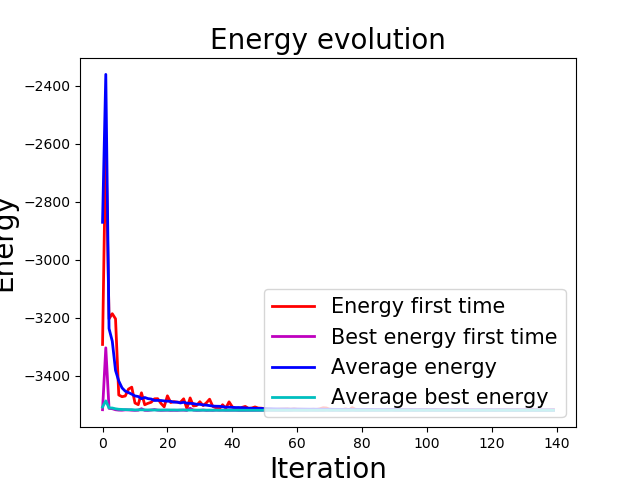 Energy evolution
Energy
−2400
−2600
−2800
−3000
−3200
−3400
Energy first time
Best energy first time
Average energy
Average best energy
0 20 40 60 80 100 120 140
Iteration